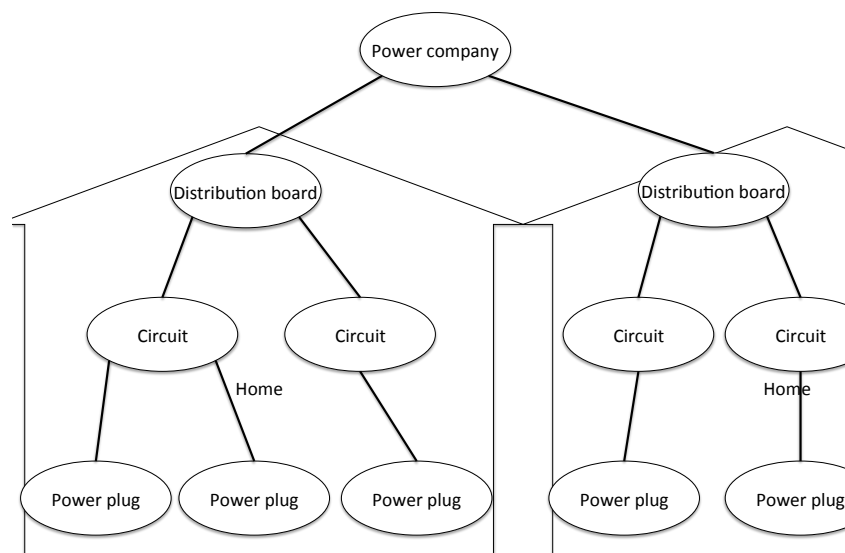 Power company
Distribution board
Distribution board
Circuit
Circuit
Circuit
Circuit
Home
Home
Power plug
Power plug
Power plug
Power plug
Power plug